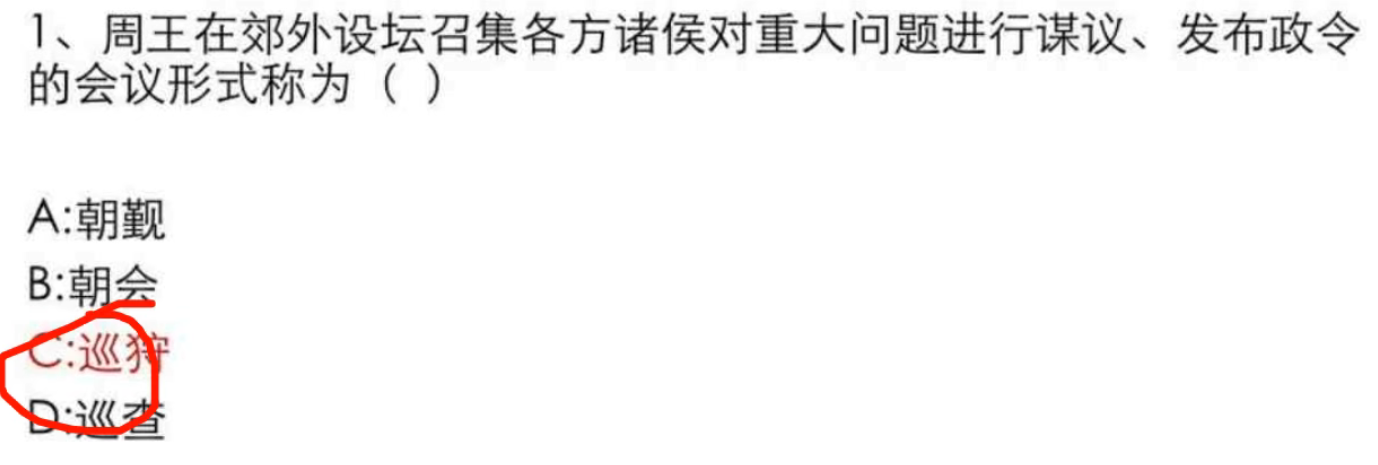 1、周王在郊外设坛召集各方诸侯对重大问题进行谋议、发布政令
的会议形式称为（ ）
A:朝觐
B:朝会
C:巡狩
D:巡查